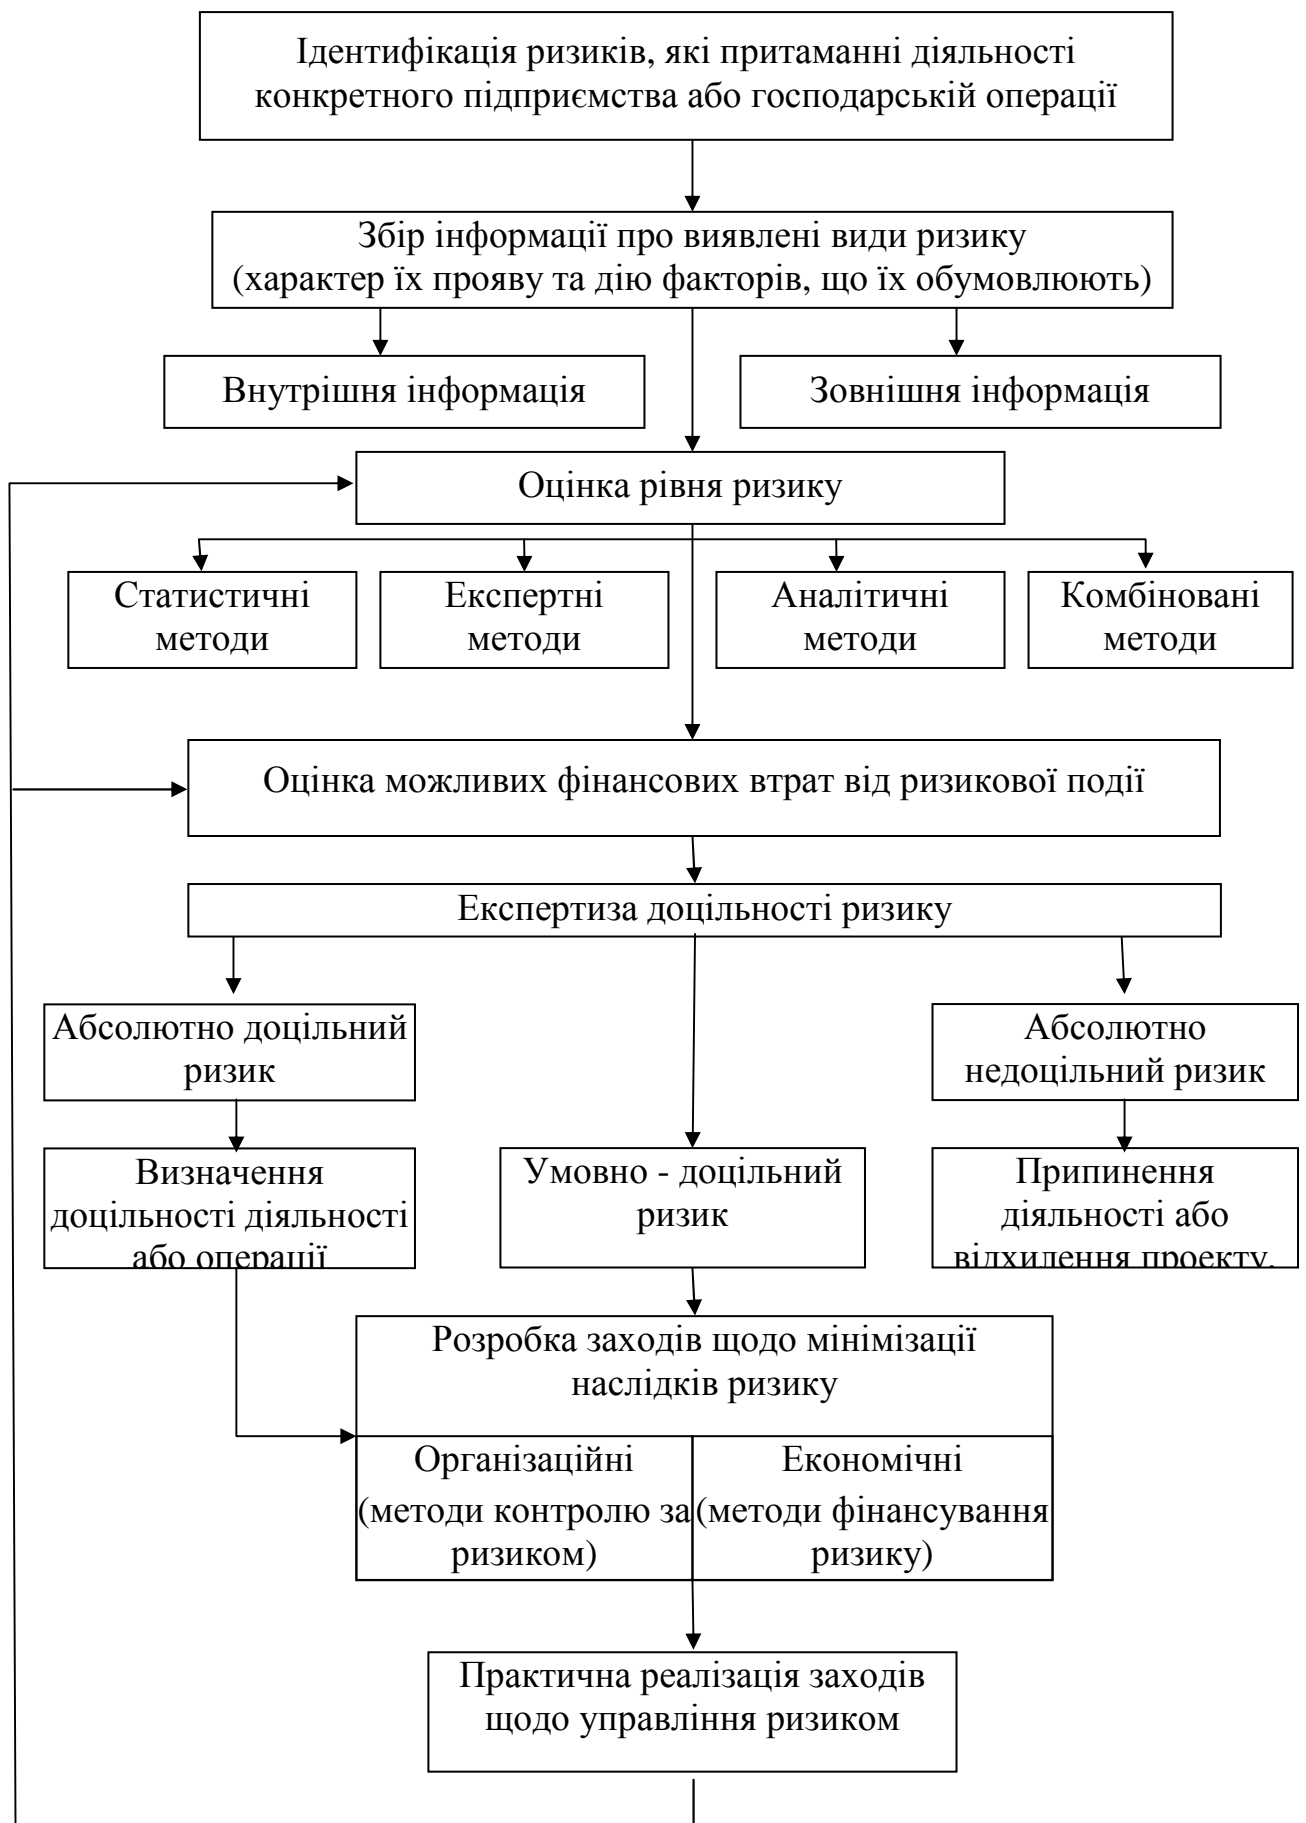 Ідентифікація ризиків, які притаманні діяльності
конкретного підприємства або господарській операції
Збір інформації про виявлені види ризику
(характер їх прояву та дію факторів, що їх обумовлюють)
Внутрішня інформація
Зовнішня інформація
Оцінка рівня ризику
Статистичні
методи
Експертні
методи
Аналітичні
методи
Комбіновані
методи
Оцінка можливих фінансових втрат від ризикової події
Експертиза доцільності ризику
Абсолютно доцільний
ризик
Абсолютно
недоцільний ризик
Визначення
доцільності діяльності
або операції
Умовно - доцільний
ризик
Припинення
діяльності або
відхилення проекту.
Розробка заходів щодо мінімізації
наслідків ризику
Організаційні
(методи контролю за
ризиком)
Економічні
(методи фінансування
ризику)
Практична реалізація заходів
щодо управління ризиком